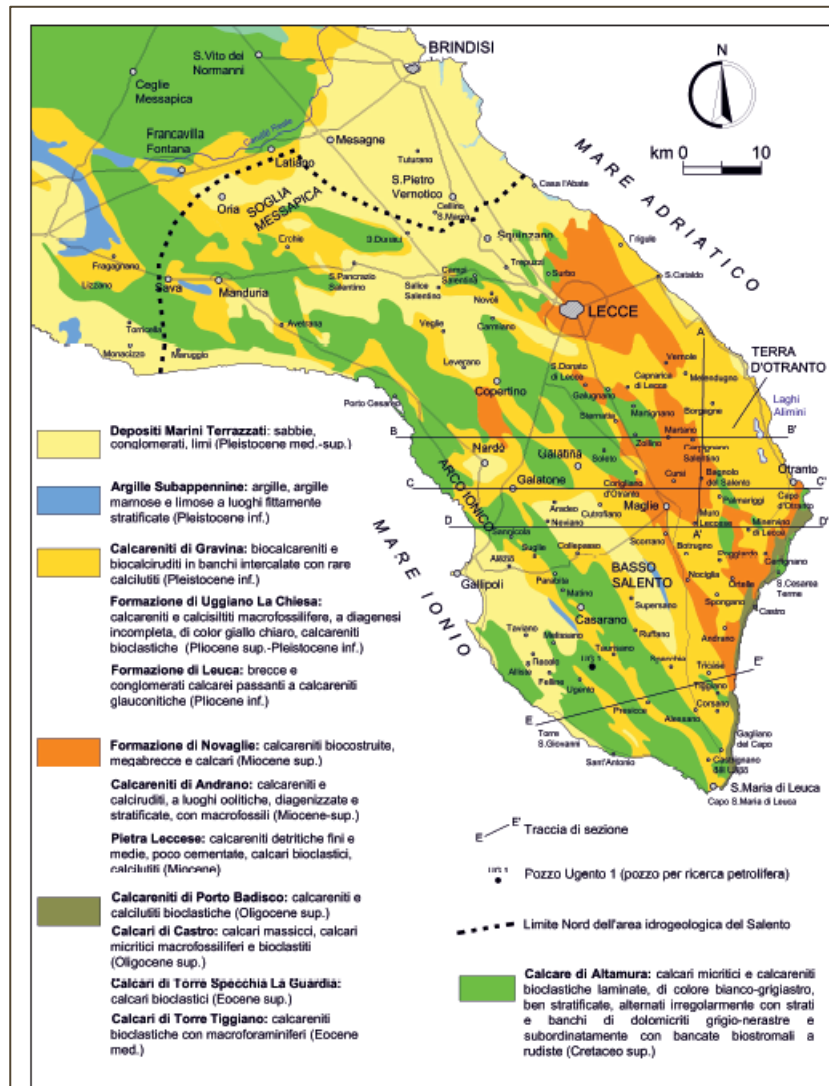 BRINDISI
S.Vito dei
Normanni
Ceglie
Messapica
N
Francavilla
Fontana
Canale Reale
Mesagne
Latiano
Tuturano
km 0 10
MARE ADRIATICO
S.Pietro
Vernotico
Casa l'Abate
Oria
SOGLIA
MESSAPICA
Cellino
S.Marco
Erchie
S.Donaci
Squinzano
Frigule
Fragagnano
Lizzano
Sava
Manduria
S.Pancrazio
Salentino
Campi
Salentina
Trepuzzi
Surbo
S.Cataldo
Salice
Salentino
Novoli
LECCE
Torricella
Avetrana
Veglie
Carmiano
Monacizzo
Maruggio
Leverano
A
TERRA
D'OTRANTO
Vernole
S.Donato
di Lecce
Caprarica
di Lecce
Melendugno
Porto Cesareo
Copertino
Galugnano
Laghi
Alimini
Sternatia
Martignano
Borgagne
B
B'
Zollino
Martano
Carpignano
Salentino
Nardò
Galatina
Soleto
Otranto
Cursi
Bagnolo
del Salento
C
C'
ARCO IONICO
Galatone
Corigliano
d'Otranto
Palmariggi
Capo
d'Otranto
Aradeo
Cutrofiano
Maglie
Muro
Leccese
D
D'
Neviano
A'
Minervino
di Lecce
Sannicola
Scorrano
MARE IONIO
Collepasso
Botrugno
Poggiardo
Alezio
S.Cesarea
Terme
Gallipoli
Parabita
BASSO
SALENTO
Nociglia
Ortelle
Matino
Supersano
Spongano
Castro
Casarano
Taviano
Melissano
Ruffano
Andrano
Taurisano
Specchia
Tricase
E'
Alliste
UG 1
Felline
Ugento
Tiggiano
Presicce
Corsano
Alessano
E
Torre
S.Giovanni
Gagliano
del Capo
Sant'Antonio
S.Maria di Leuca
Capo S.Maria di Leuca
Depositi Marini Terrazzati: sabbie,
conglomerati, limi (Pleistocene med.-sup.)
Argille Subappennine: argille, argille
marnose e limose a luoghi fittamente
stratificate (Pleistocene inf.)
Calcareniti di Gravina: biocalcareniti e
biocalciruditi in banchi intercalate con rare
calcilutiti (Pleistocene inf.)
Formazione di Uggiano La Chiesa:
calcareniti e calcisiltiti macrofossilifere, a diagenesi
incompleta, di color giallo chiaro, calcareniti
bioclastiche (Pliocene sup.-Pleistocene inf.)
Formazione di Leuca: brecce e
conglomerati calcarei passanti a calcareniti
glauconitiche (Pliocene inf.)
Formazione di Novaglie: calcareniti biocostruite,
megabrecce e calcari (Miocene sup.)
Calcareniti di Andrano: calcareniti e
calciruditi, a luoghi oolitiche, diagenizzate e
stratificate, con macrofossili (Miocene-sup.)
Pietra Leccese: calcareniti detritiche fini e
medie, poco cementate, calcari bioclastici,
calcilutiti (Miocene)
Calcareniti di Porto Badisco: calcareniti e
calcilutiti bioclastiche (Oligocene sup.)
Calcari di Castro: calcari massicci, calcari
micritici macrofossiliferi e bioclastiti
(Oligocene sup.)
Calcari di Torre Specchia La Guardia:
calcari bioclastici (Eocene sup.)
Calcari di Torre Tiggiano: calcareniti
bioclastiche con macroforaminiferi (Eocene
med.)
E E' Traccia di sezione
UG 1 Pozzo Ugento 1 (pozzo per ricerca petrolifera)
Limite Nord dell'area idrogeologica del Salento
Calcare di Altamura: calcari micritici e calcareniti
bioclastiche laminate, di colore bianco-grigiastro,
ben stratificate, alternati irregolarmente con strati
e banchi di dolomicriti grigio-nerastre e
subordinatamente con bancate biostromali a
rudiste (Cretaceo sup.)